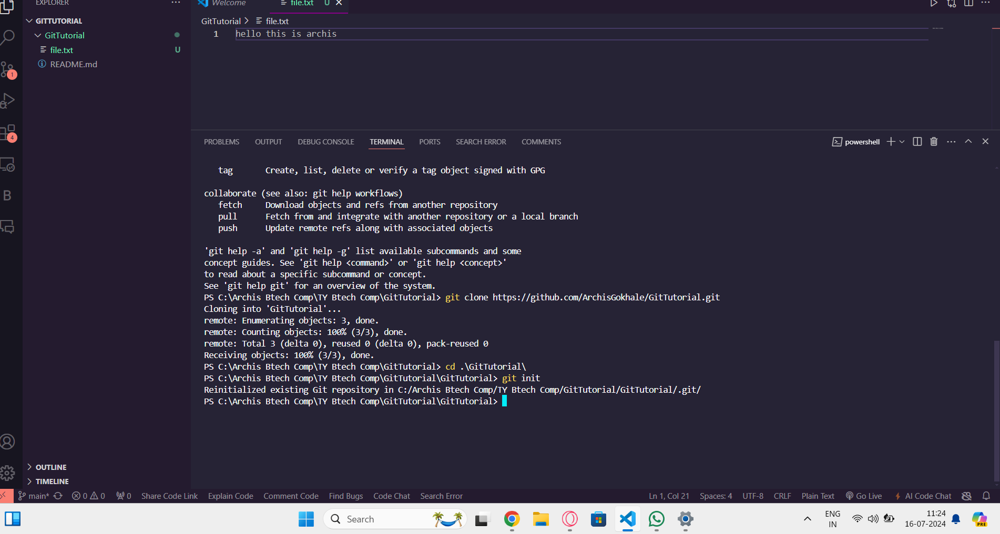 EXPLORER
Welcome
file.txt U
GITTUTORIAL
GitTutorial
file.txt U
README.md
1
4
B
GitTutorial > file.txt
1 hello this is archis
PROBLEMS OUTPUT DEBUG CONSOLE TERMINAL PORTS SEARCH ERROR COMMENTS
powershell
tag Create, list, delete or verify a tag object signed with GPG
collaborate (see also: git help workflows)
fetch Download objects and refs from another repository
pull Fetch from and integrate with another repository or a local branch
push Update remote refs along with associated objects
'git help -a' and 'git help -g' list available subcommands and some
concept guides. See 'git help <command>' or 'git help <concept>'
to read about a specific subcommand or concept.
See 'git help git' for an overview of the system.
PS C:\Archis Btech Comp\TY Btech Comp\GitTutorial> git clone https://github.com/ArchisGokhale/GitTutorial.git
Cloning into 'GitTutorial'...
remote: Enumerating objects: 3, done.
remote: Counting objects: 100% (3/3), done.
remote: Total 3 (delta 0), reused 0 (delta 0), pack-reused 0
Receiving objects: 100% (3/3), done.
PS C:\Archis Btech Comp\TY Btech Comp\GitTutorial> cd .\GitTutorial\
PS C:\Archis Btech Comp\TY Btech Comp\GitTutorial\GitTutorial> git init
Reinitialized existing Git repository in C:/Archis Btech Comp/TY Btech Comp/GitTutorial/GitTutorial/.git/
PS C:\Archis Btech Comp\TY Btech Comp\GitTutorial\GitTutorial>
OUTLINE
TIMELINE
main* 0 0 0 Share Code Link Explain Code Comment Code Find Bugs Code Chat Search Error Ln 1, Col 21 Spaces: 4 UTF-8 CRLF Plain Text Go Live AI Code Chat
Search
ENG
IN
11:24
16-07-2024
PRE